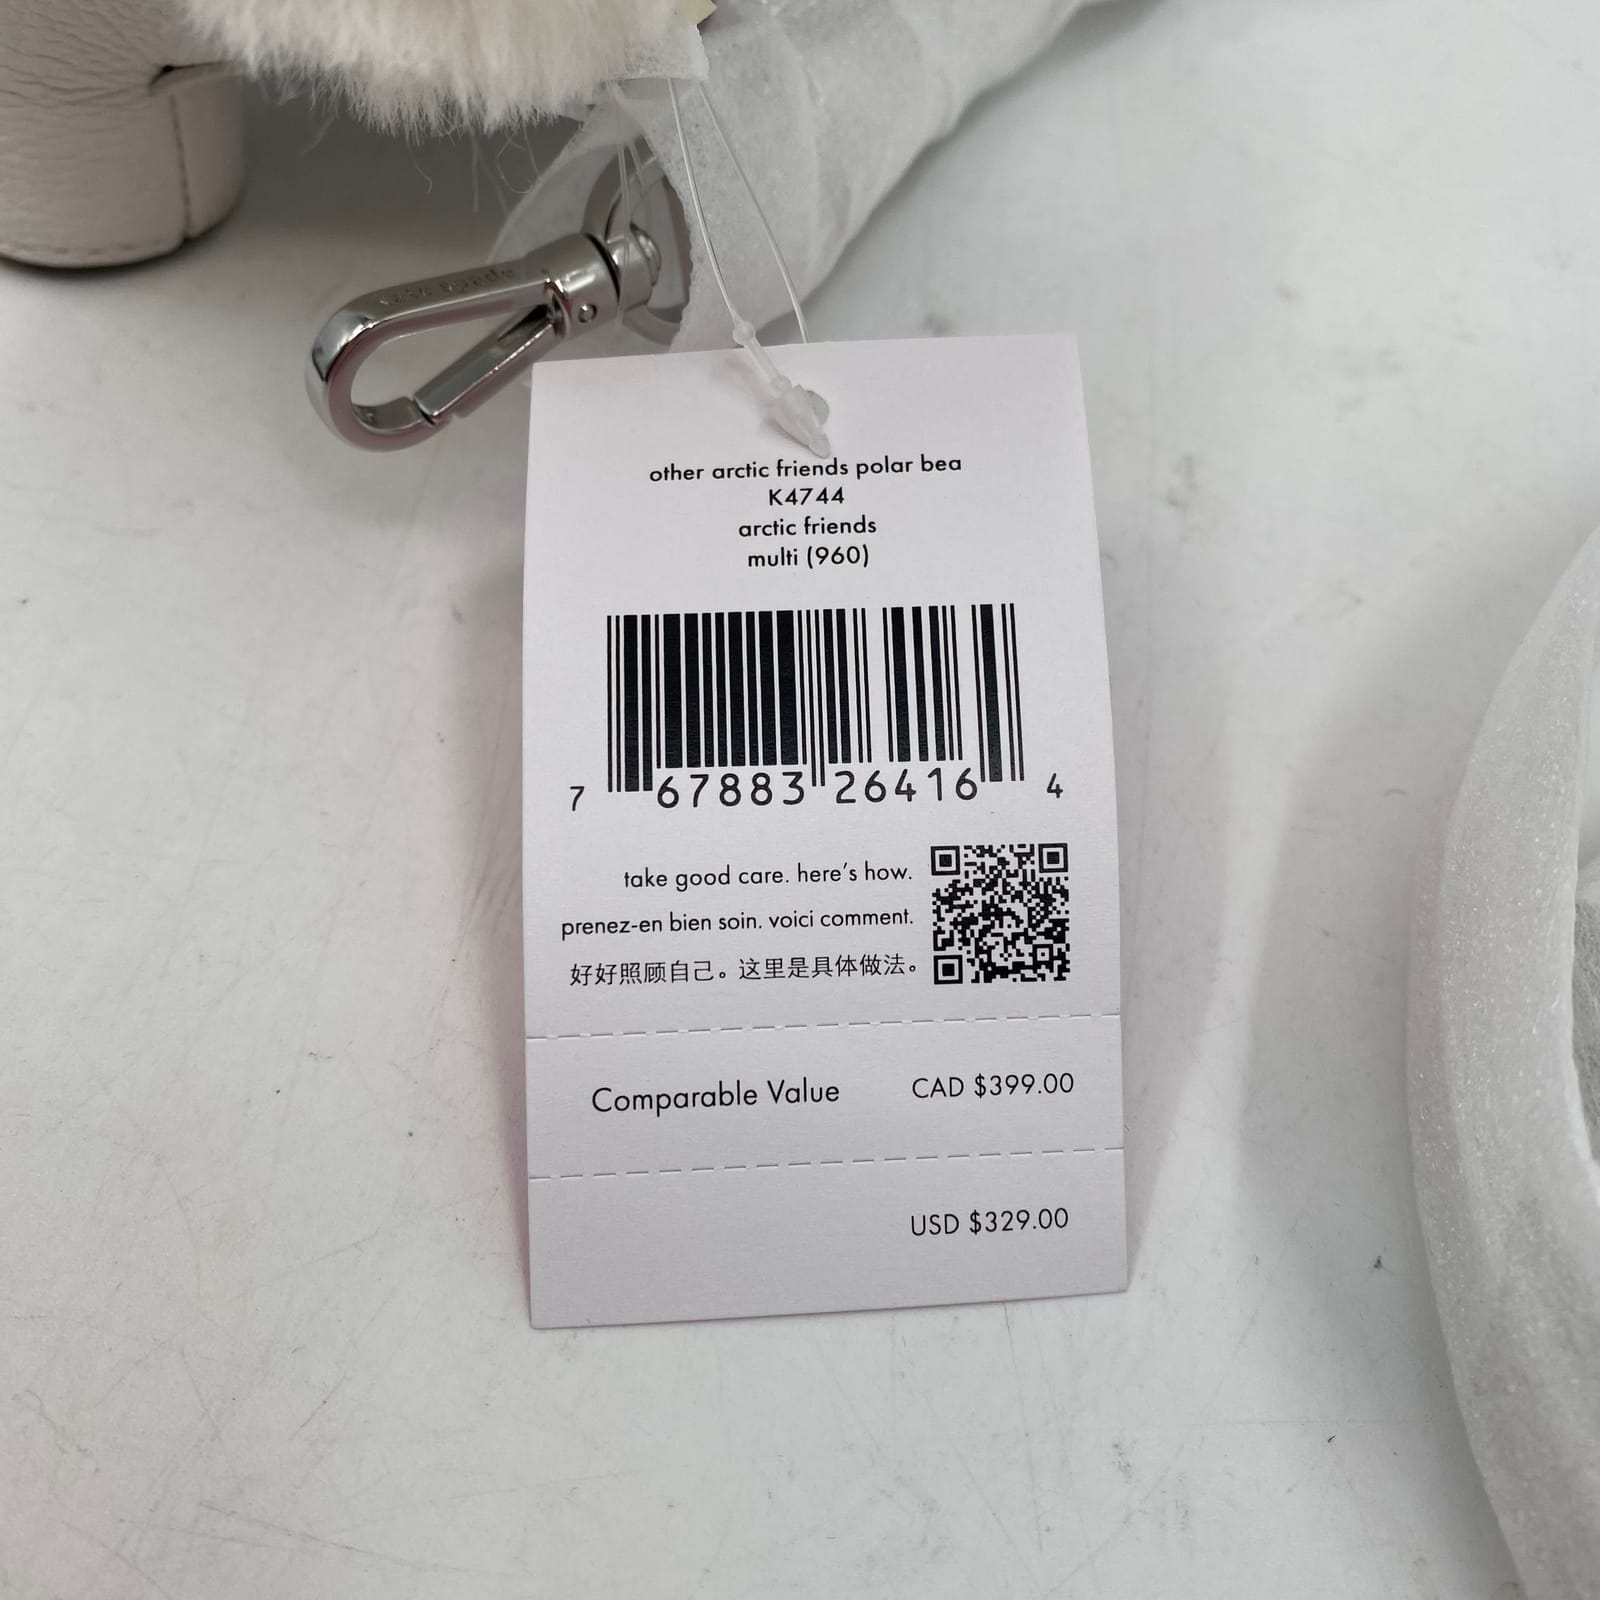 kate spade
other arctic friends polar bea
K4744
arctic friends
multi (960)
7 67883 26416 4
take good care. here's how.
prenez-en bien soin. voici comment.
好好照顾自己。这里是具体做法。
Comparable Value CAD $399.00
USD $329.00